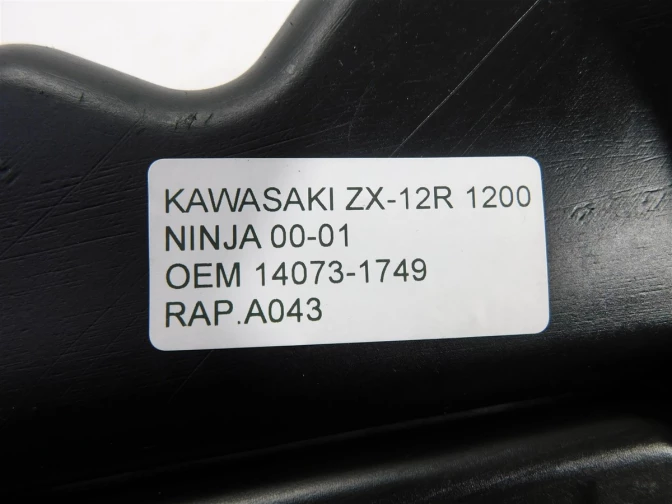 KAWASAKI ZX-12R 1200
NINJA 00-01
OEM 14073-1749
RAP.A043